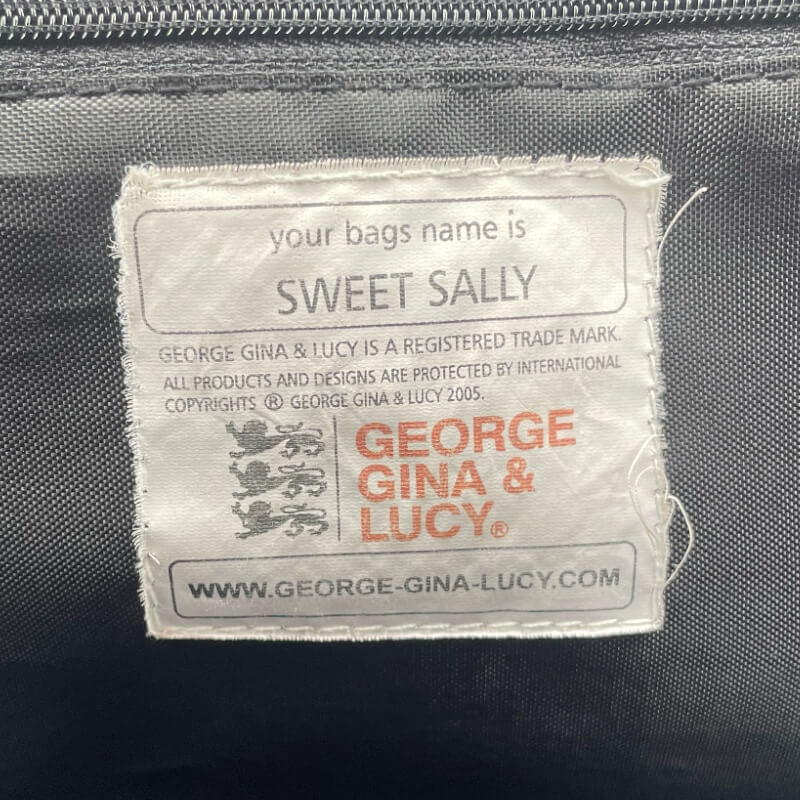 your bags name is
SWEET SALLY
GEORGE GINA & LUCY IS A REGISTERED TRADE MARK.
ALL PRODUCTS AND DESIGNS ARE PROTECTED BY INTERNATIONAL
COPYRIGHTS ® GEORGE GINA & LUCY 2005.
GEORGE
GINA &
LUCY®
WWW.GEORGE-GINA-LUCY.COM